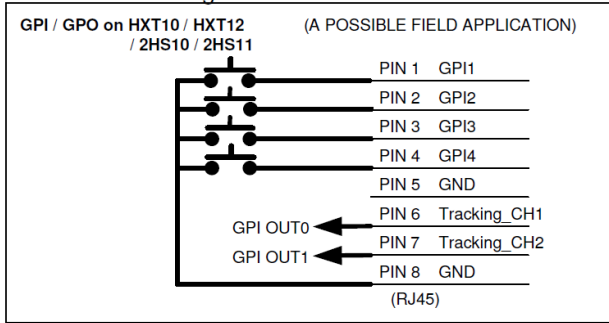 GPI / GPO on HXT10 / HXT12 (A POSSIBLE FIELD APPLICATION)
/ 2HS10 / 2HS11
PIN 1 GPI1
PIN 2 GPI2
PIN 3 GPI3
PIN 4 GPI4
PIN 5 GND
PIN 6 Tracking_CH1
GPI OUT0
PIN 7 Tracking_CH2
GPI OUT1
PIN 8 GND
(RJ45)